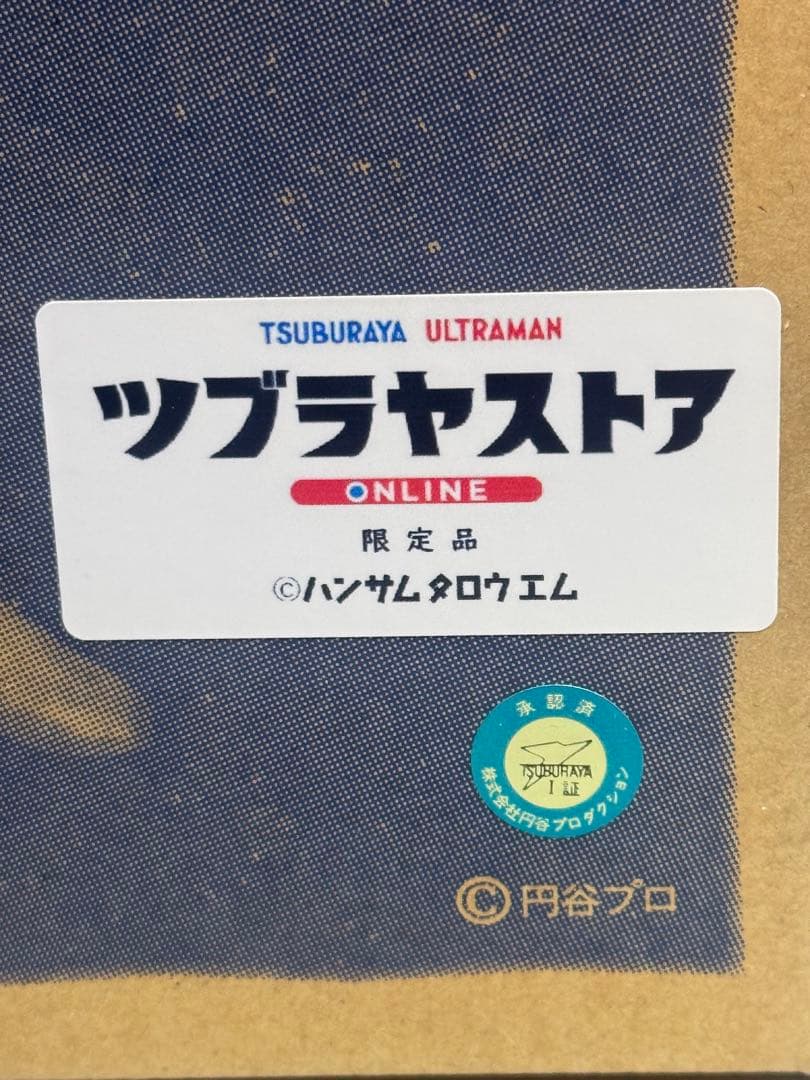 TSUBURAYA ULTRAMAN
ツブラヤストア
ONLINE
限定品
©ハンサムタロウエム
承認済
TSUBURAYA
I 証
株式会社円谷プロダクション
© 円谷プロ